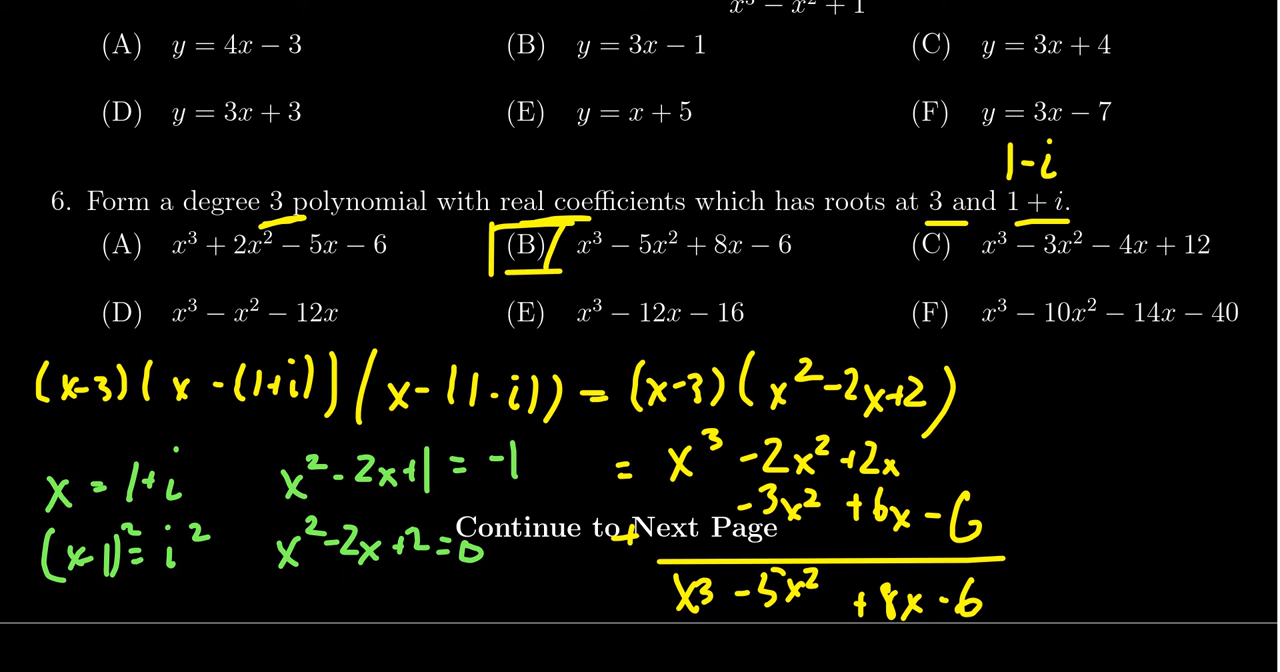 x³ − x² + 1
(A) y = 4x − 3 (B) y = 3x − 1 (C) y = 3x + 4
(D) y = 3x + 3 (E) y = x + 5 (F) y = 3x − 7
1 - i
6. Form a degree 3 polynomial with real coefficients which has roots at 3 and 1 + i.
(A) x³ + 2x² − 5x − 6 (B) x³ − 5x² + 8x − 6 (C) x³ − 3x² − 4x + 12
(D) x³ − x² − 12x (E) x³ − 12x − 16 (F) x³ − 10x² − 14x − 40
(x-3)(x - (1+i))(x - (1 - i)) = (x-3)(x² - 2x + 2)
x = 1 + i x² - 2x + 1 = -1 = x³ - 2x² + 2x
- 3x² + 6x - 6
Continue to Next Page
(x-1)² = i² x² - 2x + 2 = 0 +
x³ - 5x² + 8x - 6